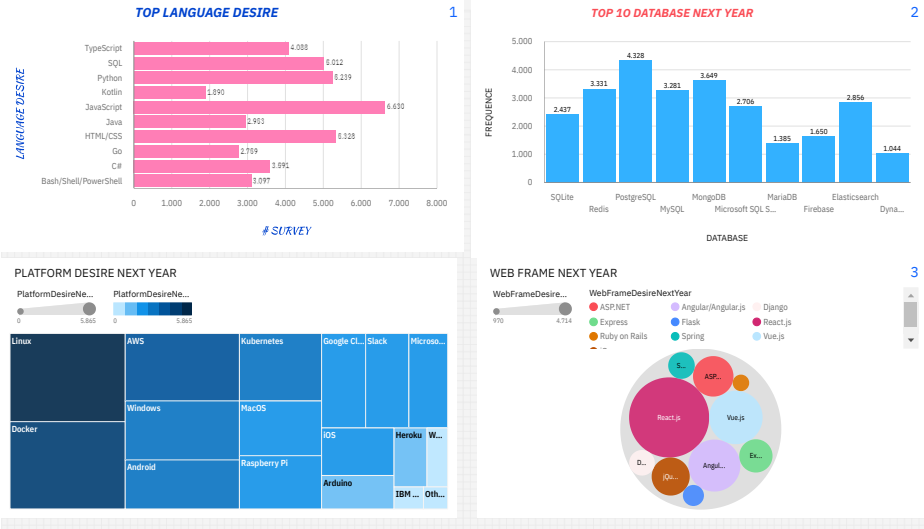 TOP LANGUAGE DESIRE
1
LANGUAGE DESIRE
TypeScript 4.088
SQL 5.012
Python 5.239
Kotlin 1.890
JavaScript 6.630
Java
HTML/CSS 5.328
Go 2.759
C# 3.591
Bash/Shell/PowerShell 3.097
0 1.000 2.000 3.000 4.000 5.000 6.000 7.000 8.000
# SURVEY
TOP 10 DATABASE NEXT YEAR
2
FREQUENCE
5.000
4.000
3.000
2.000
1.000
0
2.437 3.331 4.328 3.281 3.649 2.706 1.385 1.650 2.856 1.044
SQLite PostgreSQL MongoDB MariaDB Elasticsearch
Redis MySQL Microsoft SQL S... Firebase Dyna...
DATABASE
PLATFORM DESIRE NEXT YEAR
PlatformDesireNe... PlatformDesireNe...
0 5.865 0 5.865
Linux AWS Kubernetes Google Cl... Slack Microso...
Windows MacOS
Docker iOS Heroku W...
Android Raspberry Pi
Arduino
IBM ... Oth...
WEB FRAME NEXT YEAR
3
WebFrameDesire... WebFrameDesireNextYear
970 4.714
ASP.NET Angular/Angular.js Django
Express Flask React.js
Ruby on Rails Spring Vue.js
S... ASP...
React.js Vue.js
D... Angul... Ex...
jQu...